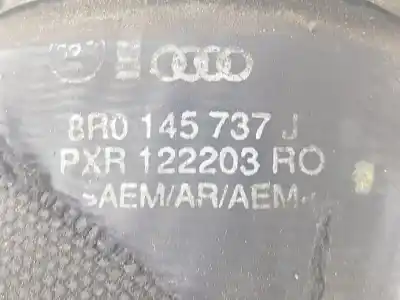 8R0 145 737 J
PXR 122203 RO
>AEM/AR/AEM<